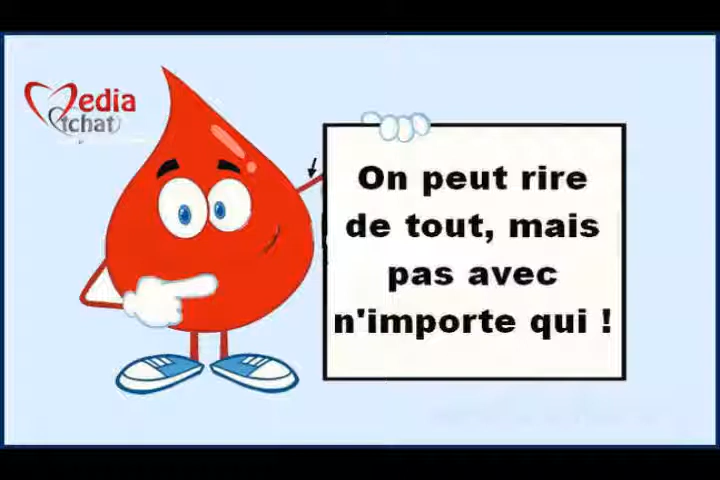 Media
tchat
On peut rire
de tout, mais
pas avec
n'importe qui !